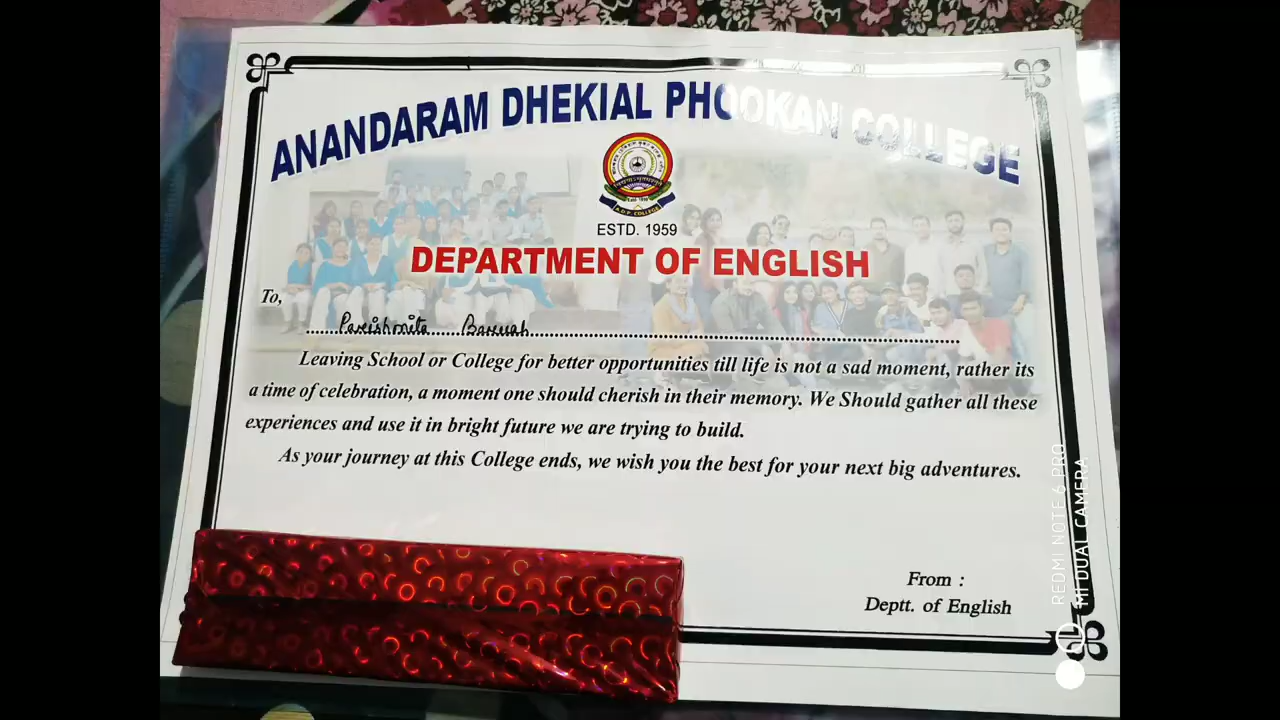 ANANDARAM DHEKIAL PHOOKAN COLLEGE
A.D.P. COLLEGE
ESTD. 1959
DEPARTMENT OF ENGLISH
To,
Parishmita Baruah
Leaving School or College for better opportunities till life is not a sad moment, rather its
a time of celebration, a moment one should cherish in their memory. We Should gather all these
experiences and use it in bright future we are trying to build.
As your journey at this College ends, we wish you the best for your next big adventures.
From :
Deptt. of English
REDMI NOTE 6 PRO
MI DUAL CAMERA